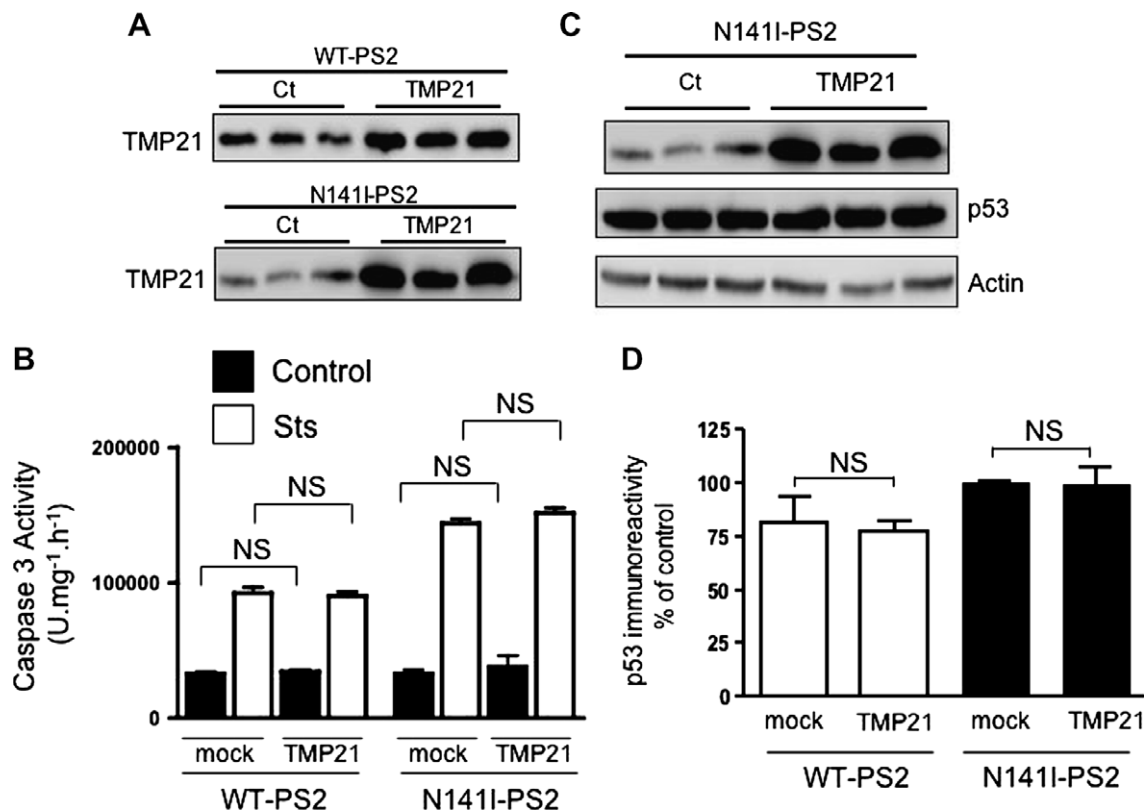 A
WT-PS2
Ct TMP21
TMP21
N141I-PS2
Ct TMP21
TMP21
C
N141I-PS2
Ct TMP21
p53
Actin
B
Control
Sts
NS
NS
NS
NS
200000
100000
0
Caspase 3 Activity
(U.mg-1.h-1)
mock TMP21 mock TMP21
WT-PS2 N141I-PS2
D
NS
NS
125
100
75
50
25
0
p53 immunoreactivity
% of control
mock TMP21 mock TMP21
WT-PS2 N141I-PS2